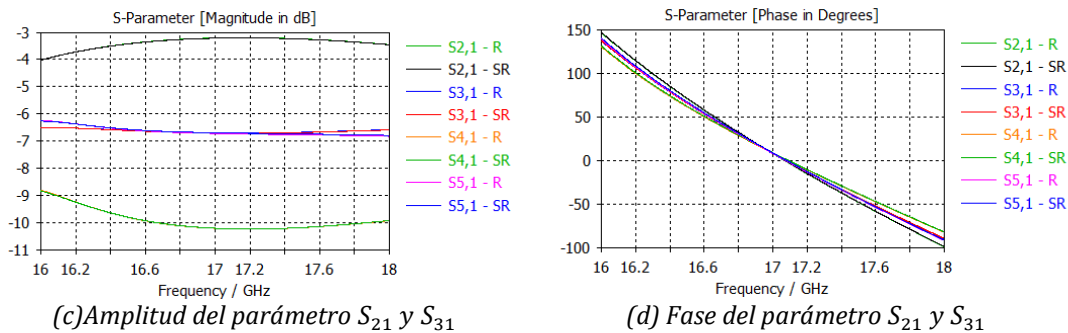 S-Parameter [Magnitude in dB]
-3
-4
-5
-6
-7
-8
-9
-10
-11
16 16.2 16.6 17 17.2 17.6 18
Frequency / GHz
S2,1 - R
S2,1 - SR
S3,1 - R
S3,1 - SR
S4,1 - R
S4,1 - SR
S5,1 - R
S5,1 - SR
(c)Amplitud del parámetro S₂₁ y S₃₁
S-Parameter [Phase in Degrees]
150
100
50
0
-50
-100
16 16.2 16.6 17 17.2 17.6 18
Frequency / GHz
S2,1 - R
S2,1 - SR
S3,1 - R
S3,1 - SR
S4,1 - R
S4,1 - SR
S5,1 - R
S5,1 - SR
(d) Fase del parámetro S₂₁ y S₃₁